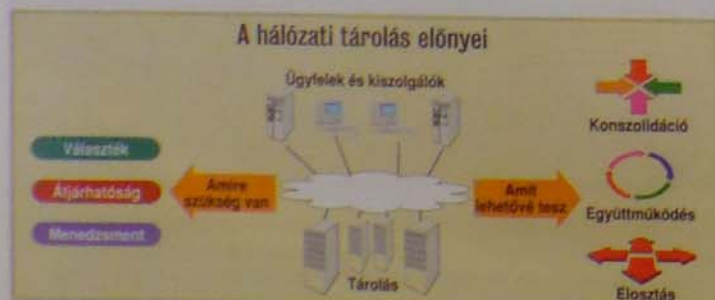 A hálózati tárolás előnyei
Ügyfelek és kiszolgálók
Választék
Átjárhatóság
Menedzsment
Amire
szükség van
Tárolás
Amit
lehetővé tesz
Konszolidáció
Együttműködés
Elosztás